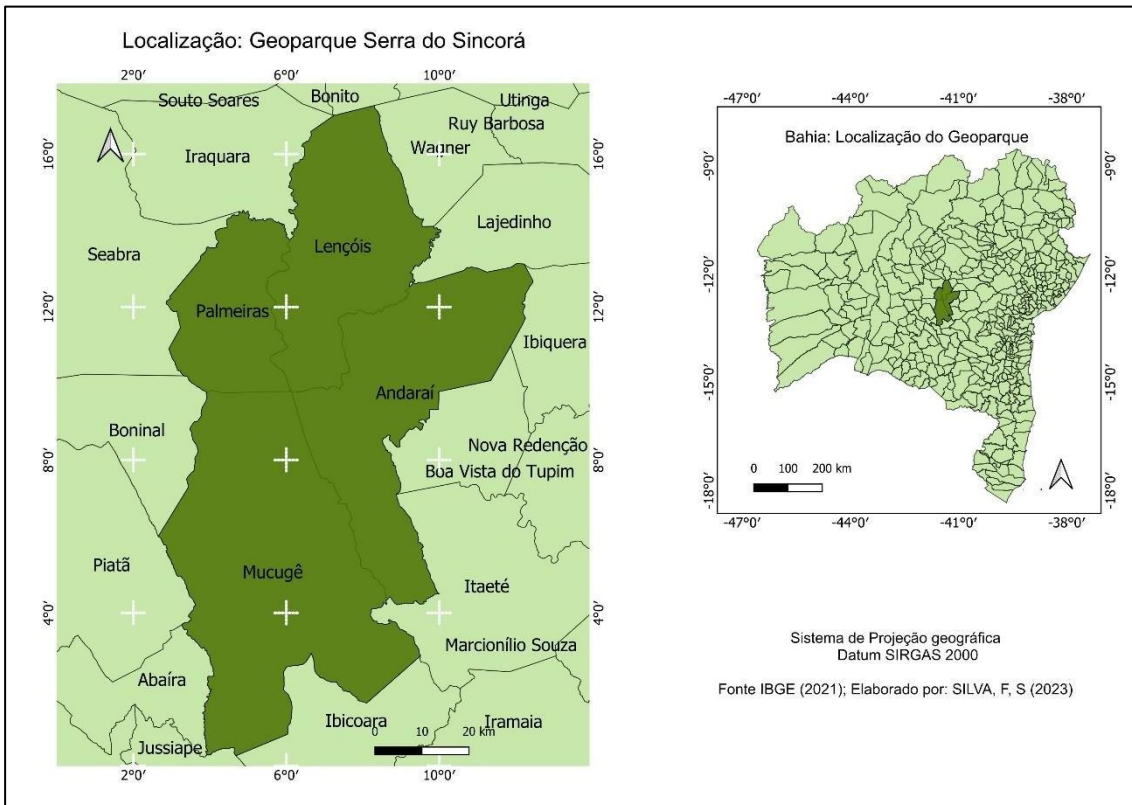 Localização: Geoparque Serra do Sincorá
2°0′ 6°0′ 10°0′
Souto Soares
Bonito
Utinga
Ruy Barbosa
Wagner
Iraquara
16°0′
16°0′
Lajedinho
Lençóis
Seabra
Palmeiras
12°0′
12°0′
Ibiquera
Andaraí
Boninal
Nova Redenção
Boa Vista do Tupim
8°0′
8°0′
Piatã
Mucugê
Itaeté
4°0′
4°0′
Marcionílio Souza
Abaíra
Ibicoara
Iramaia
0 10 20 km
Jussiape
2°0′ 6°0′ 10°0′
-47°0′ -44°0′ -41°0′ -38°0′
Bahia: Localização do Geoparque
-9°0′
-9°0′
-12°0′
-12°0′
-15°0′
-15°0′
0 100 200 km
-18°0′
-18°0′
-47°0′ -44°0′ -41°0′ -38°0′
Sistema de Projeção geográfica
Datum SIRGAS 2000
Fonte IBGE (2021); Elaborado por: SILVA, F, S (2023)